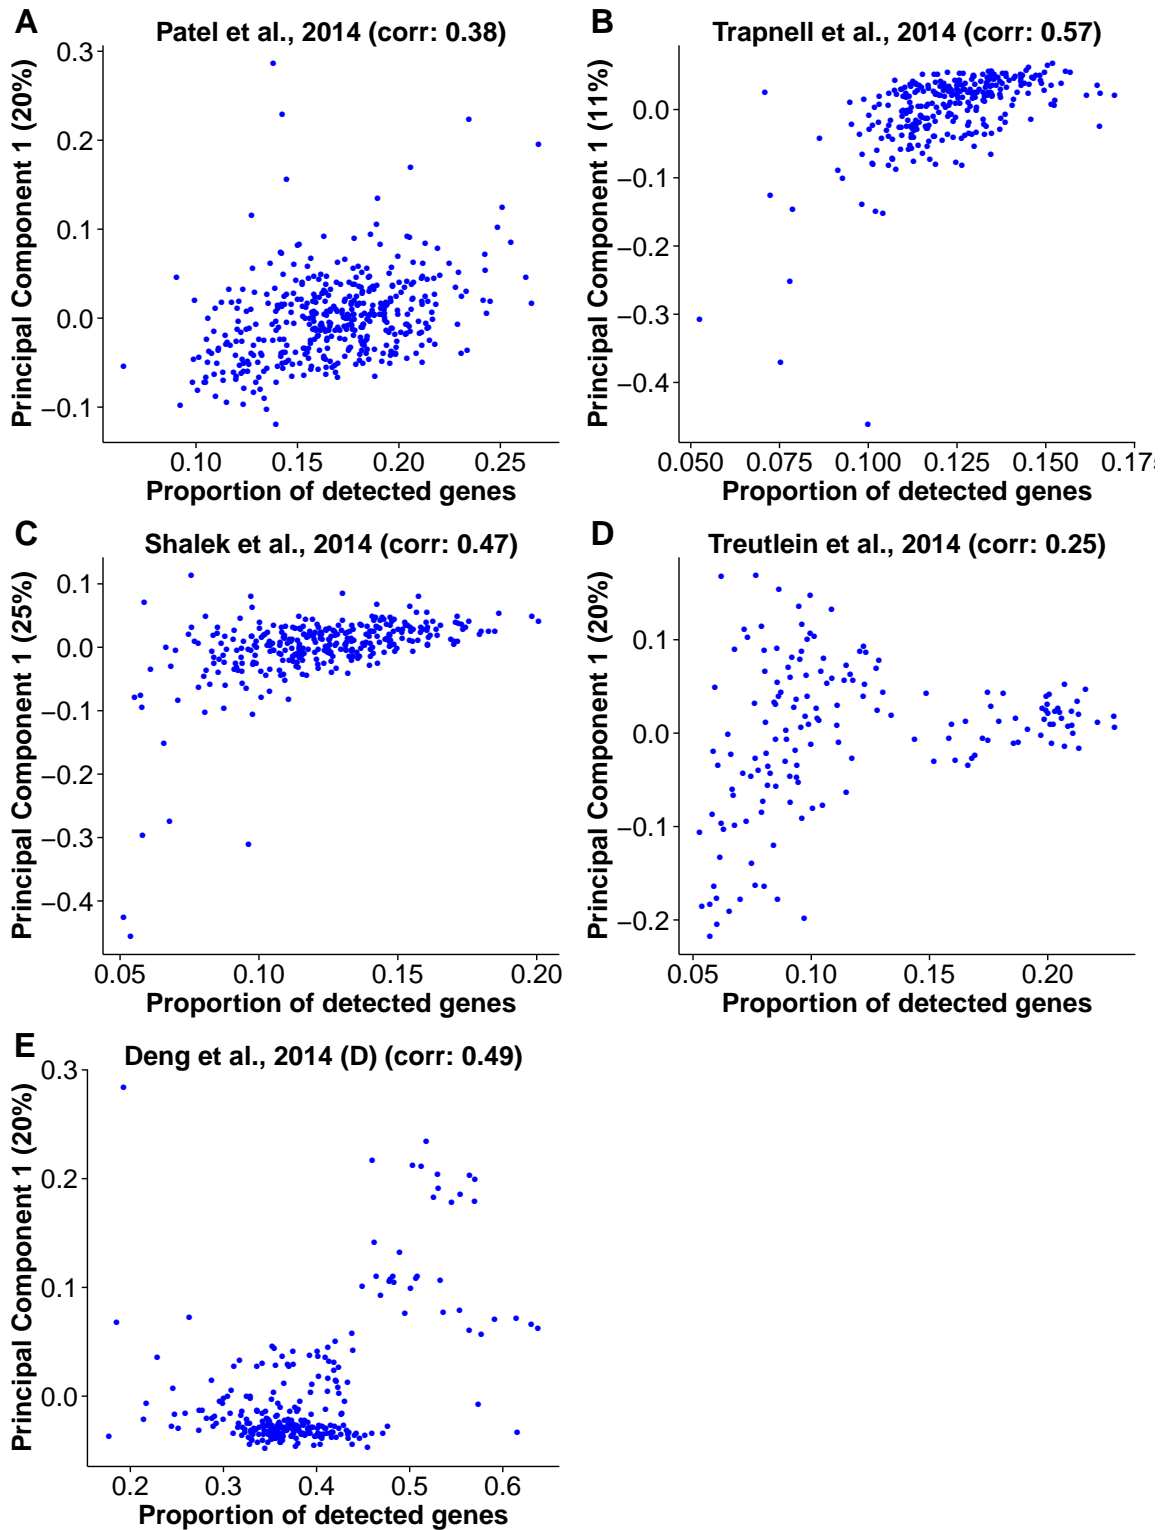 A
Patel et al., 2014 (corr: 0.38)
Principal Component 1 (20%)
0.3
0.2
0.1
0.0
−0.1
0.10 0.15 0.20 0.25
Proportion of detected genes
B
Trapnell et al., 2014 (corr: 0.57)
Principal Component 1 (11%)
0.0
−0.1
−0.2
−0.3
−0.4
0.050 0.075 0.100 0.125 0.150 0.17
Proportion of detected genes
C
Shalek et al., 2014 (corr: 0.47)
Principal Component 1 (25%)
0.1
0.0
−0.1
−0.2
−0.3
−0.4
0.05 0.10 0.15 0.20
Proportion of detected genes
D
Treutlein et al., 2014 (corr: 0.25)
Principal Component 1 (20%)
0.1
0.0
−0.1
−0.2
0.05 0.10 0.15 0.20
Proportion of detected genes
E
Deng et al., 2014 (D) (corr: 0.49)
Principal Component 1 (20%)
0.3
0.2
0.1
0.0
0.2 0.3 0.4 0.5 0.6
Proportion of detected genes